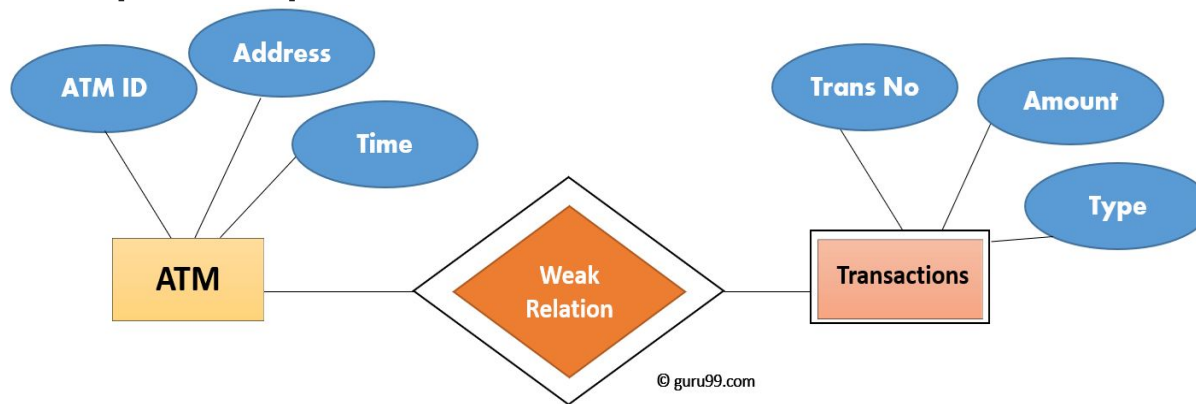 Address
ATM ID
Time
Trans No
Amount
Type
ATM
Weak
Relation
Transactions
© guru99.com